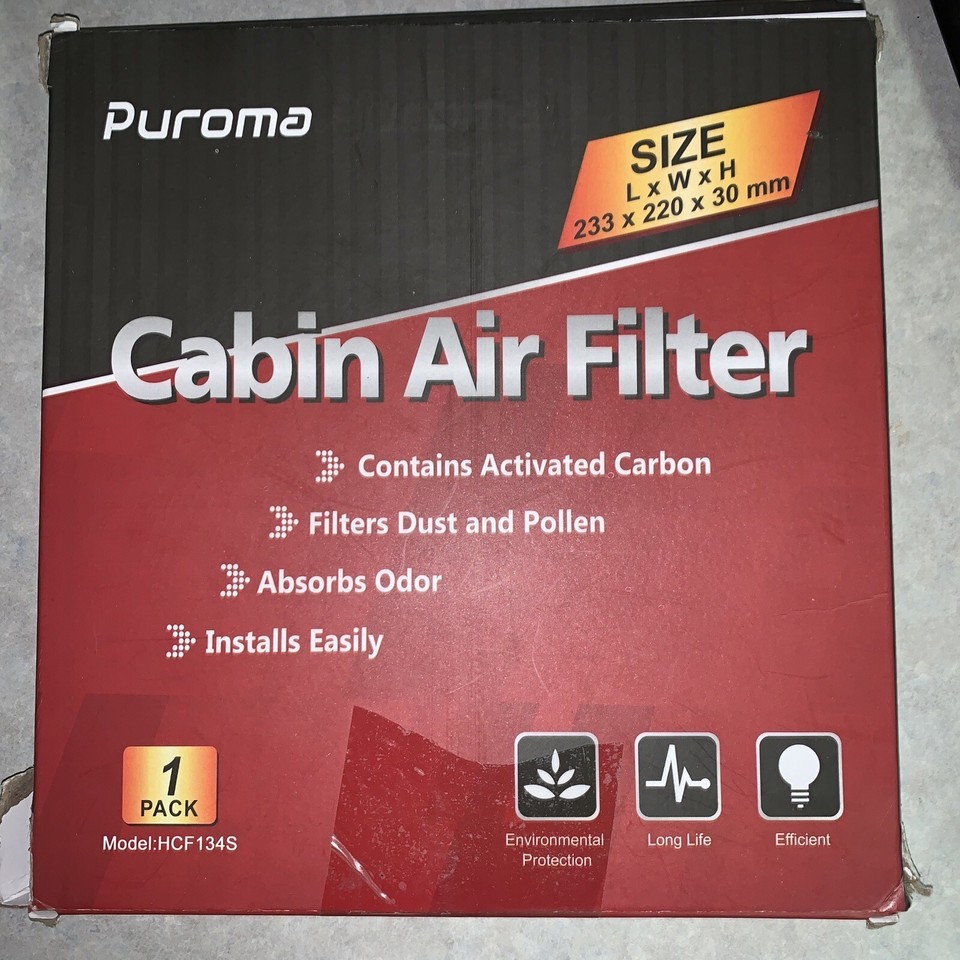 Puroma
SIZE
L x W x H
233 x 220 x 30 mm
Cabin Air Filter
Contains Activated Carbon
Filters Dust and Pollen
Absorbs Odor
Installs Easily
1
PACK
Model:HCF134S
Environmental
Protection
Long Life
Efficient